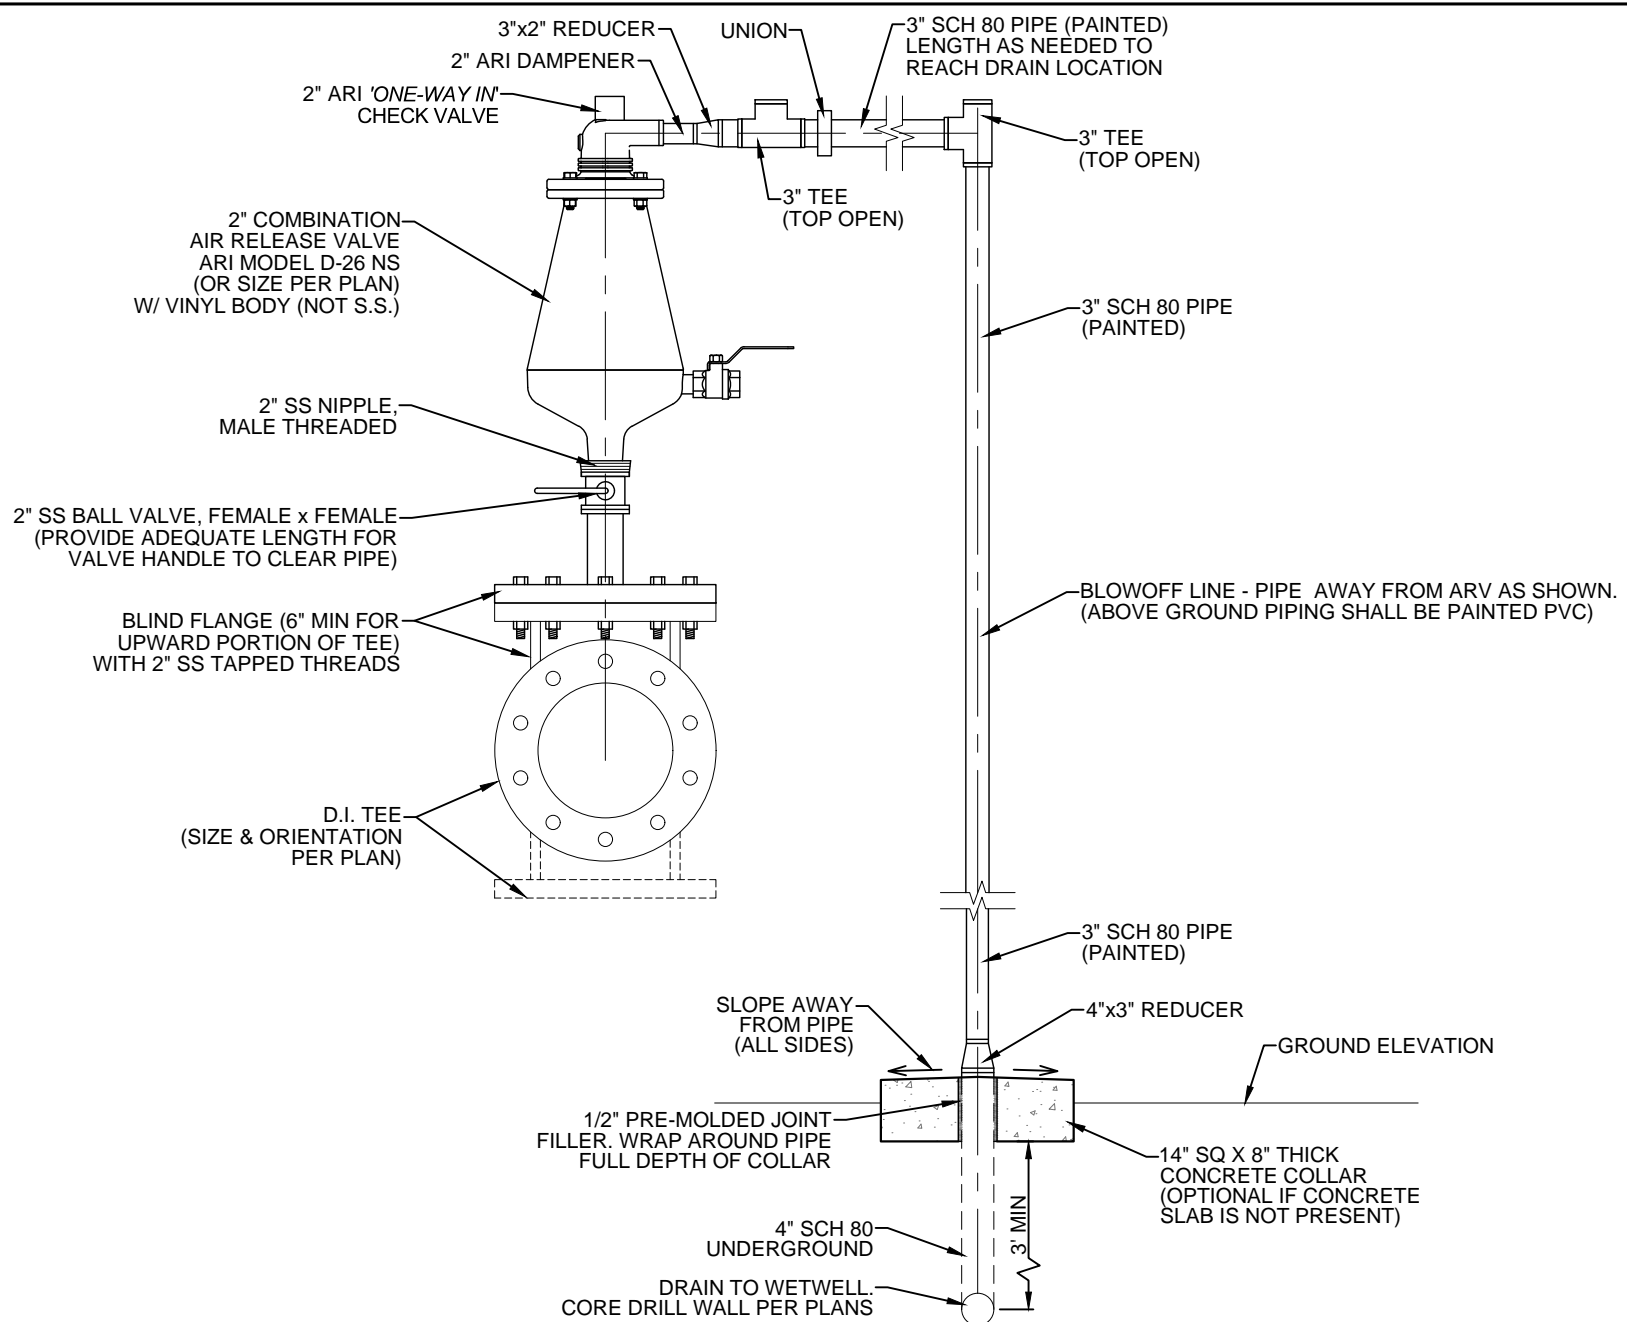 3"x2" REDUCER
UNION
3" SCH 80 PIPE (PAINTED)
LENGTH AS NEEDED TO
REACH DRAIN LOCATION
2" ARI DAMPENER
2" ARI 'ONE-WAY IN'
CHECK VALVE
3" TEE
(TOP OPEN)
3" TEE
(TOP OPEN)
2" COMBINATION
AIR RELEASE VALVE
ARI MODEL D-26 NS
(OR SIZE PER PLAN)
W/ VINYL BODY (NOT S.S.)
3" SCH 80 PIPE
(PAINTED)
2" SS NIPPLE,
MALE THREADED
2" SS BALL VALVE, FEMALE x FEMALE
(PROVIDE ADEQUATE LENGTH FOR
VALVE HANDLE TO CLEAR PIPE)
BLOWOFF LINE - PIPE AWAY FROM ARV AS SHOWN.
(ABOVE GROUND PIPING SHALL BE PAINTED PVC)
BLIND FLANGE (6" MIN FOR
UPWARD PORTION OF TEE)
WITH 2" SS TAPPED THREADS
D.I. TEE
(SIZE & ORIENTATION
PER PLAN)
3" SCH 80 PIPE
(PAINTED)
SLOPE AWAY
FROM PIPE
(ALL SIDES)
4"x3" REDUCER
GROUND ELEVATION
1/2" PRE-MOLDED JOINT
FILLER. WRAP AROUND PIPE
FULL DEPTH OF COLLAR
14" SQ X 8" THICK
CONCRETE COLLAR
(OPTIONAL IF CONCRETE
SLAB IS NOT PRESENT)
3' MIN
4" SCH 80
UNDERGROUND
DRAIN TO WETWELL.
CORE DRILL WALL PER PLANS